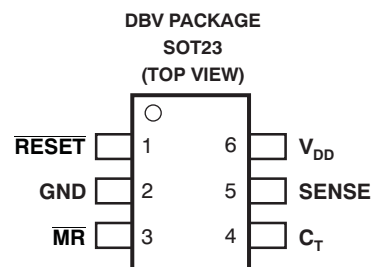 DBV PACKAGE
SOT23
(TOP VIEW)
RESET 1 6 VDD
GND 2 5 SENSE
MR 3 4 CT